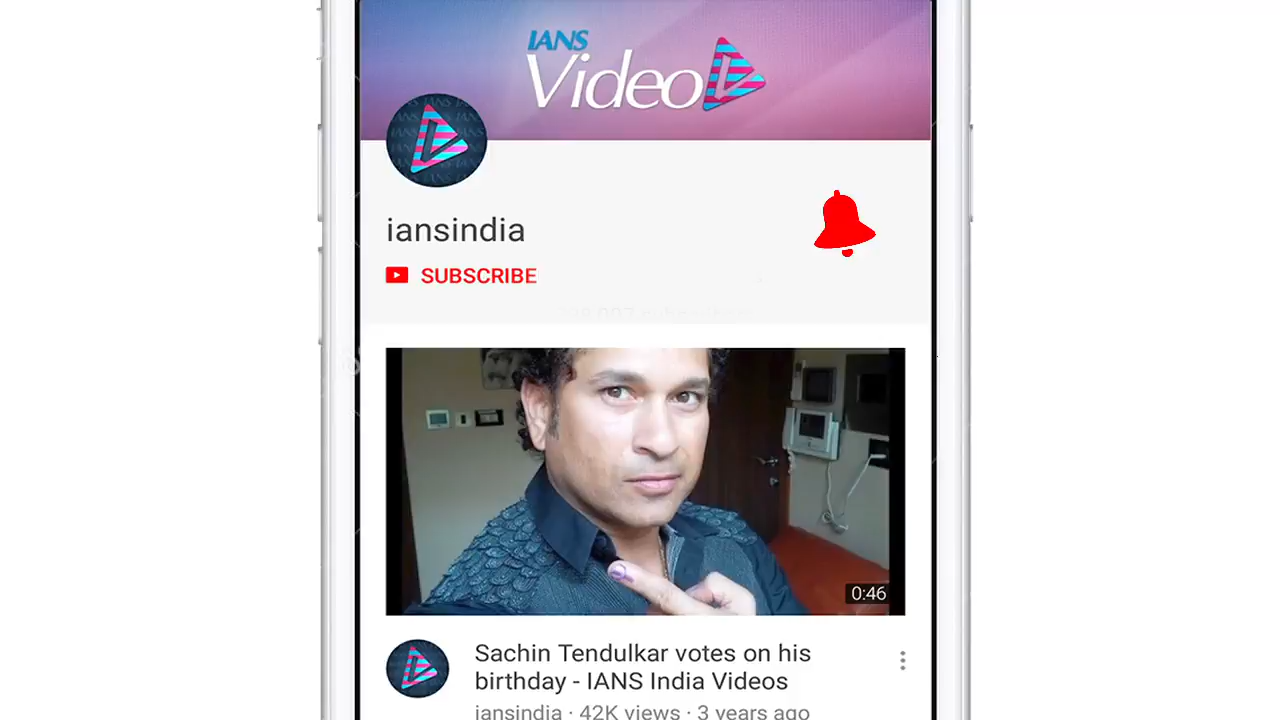 IANS
Video
iansindia
SUBSCRIBE
0:46
Sachin Tendulkar votes on his
birthday - IANS India Videos
iansindia · 42K views · 3 years ago